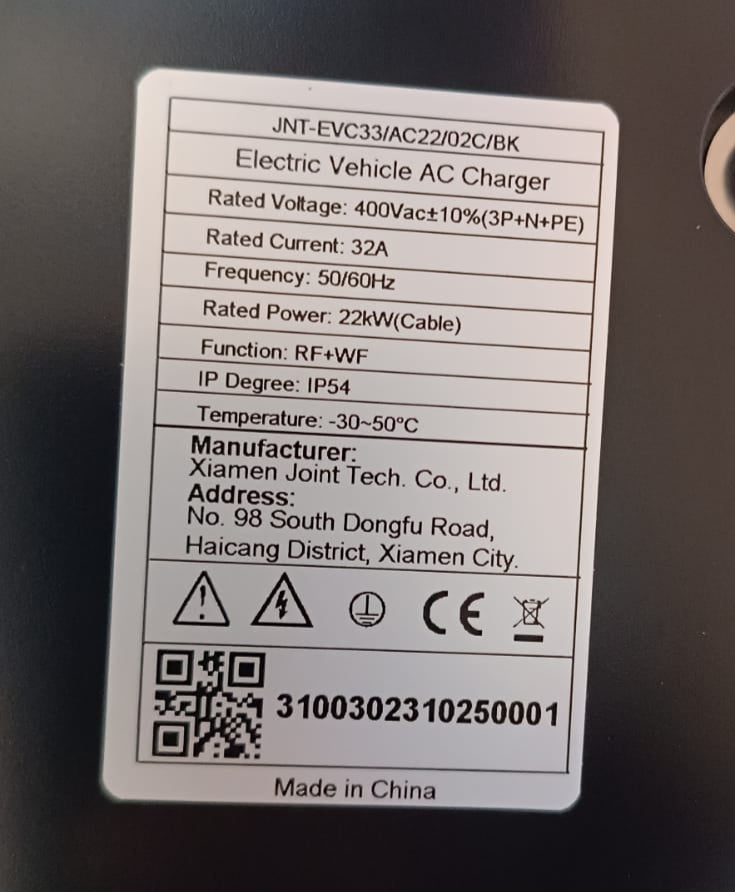 JNT-EVC33/AC22/02C/BK
Electric Vehicle AC Charger
Rated Voltage: 400Vac±10%(3P+N+PE)
Rated Current: 32A
Frequency: 50/60Hz
Rated Power: 22kW(Cable)
Function: RF+WF
IP Degree: IP54
Temperature: -30~50°C
Manufacturer:
Xiamen Joint Tech. Co., Ltd.
Address:
No. 98 South Dongfu Road,
Haicang District, Xiamen City.
CE
3100302310250001
Made in China